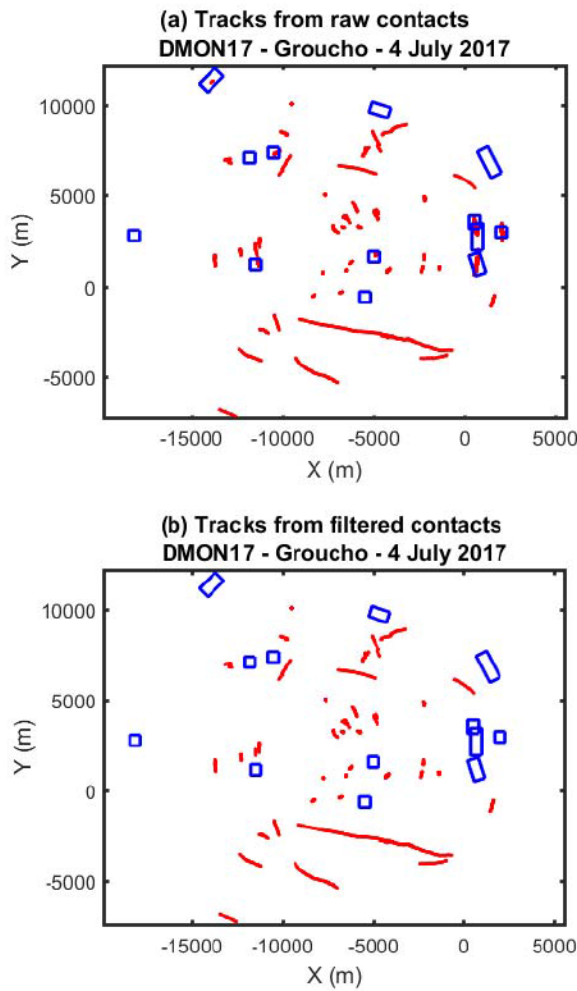 (a) Tracks from raw contacts
DMON17 - Groucho - 4 July 2017
10000
5000
0
-5000
Y (m)
-15000 -10000 -5000 0 5000
X (m)
(b) Tracks from filtered contacts
DMON17 - Groucho - 4 July 2017
10000
5000
0
-5000
Y (m)
-15000 -10000 -5000 0 5000
X (m)